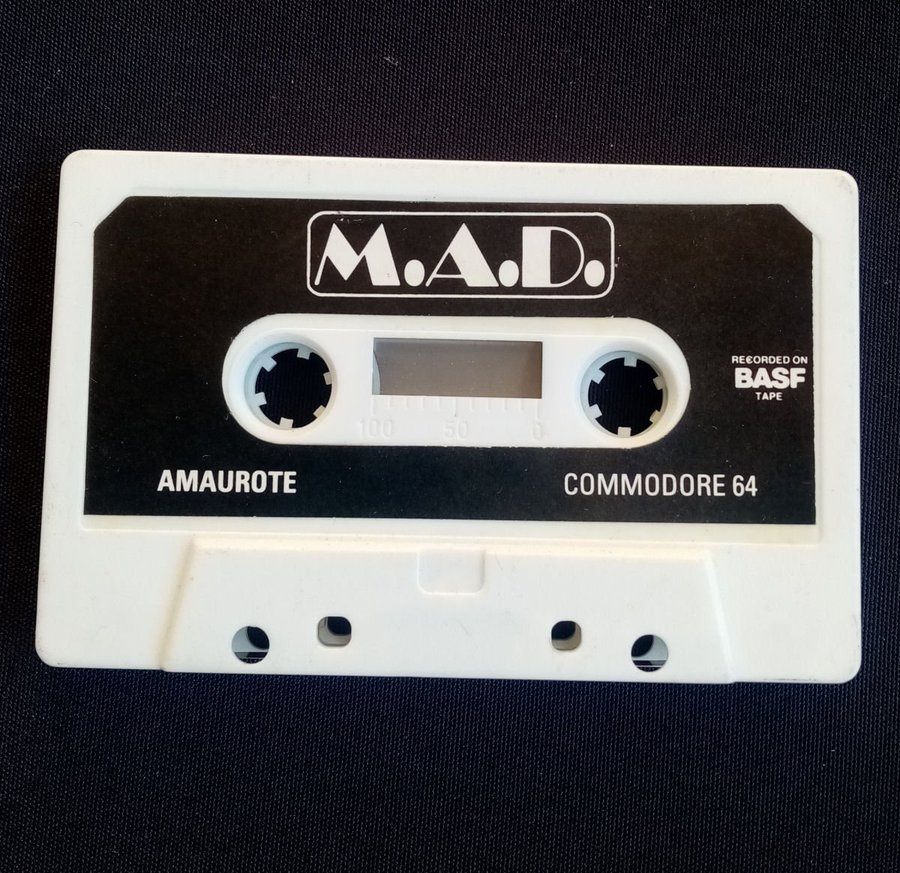 M.A.D.
RECORDED ON
BASF
TAPE
100 50 0
AMAUROTE
COMMODORE 64